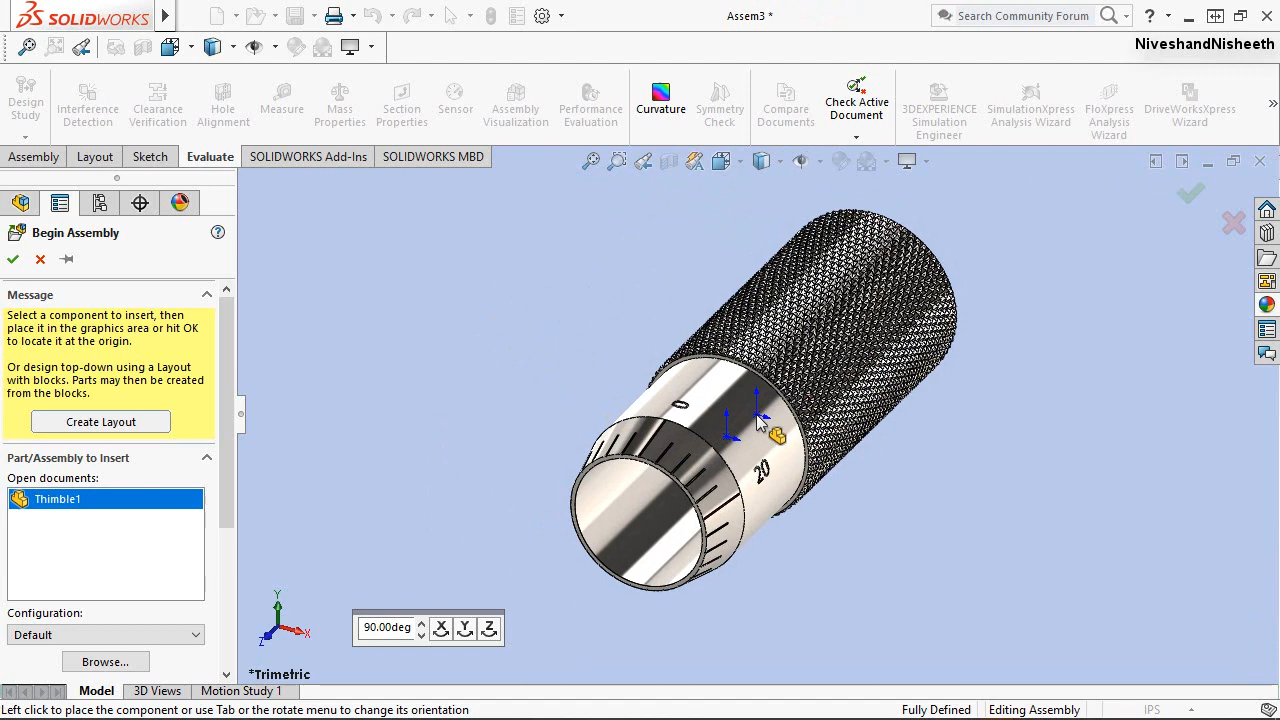 SOLIDWORKS
Assem3 *
Search Community Forum
?
NiveshandNisheeth
Design Study
Interference Detection
Clearance Verification
Hole Alignment
Measure
Mass Properties
Section Properties
Sensor
Assembly Visualization
Performance Evaluation
Curvature
Symmetry Check
Compare Documents
Check Active Document
3DEXPERIENCE Simulation Engineer
SimulationXpress Analysis Wizard
FloXpress Analysis Wizard
DriveWorksXpress Wizard
Assembly
Layout
Sketch
Evaluate
SOLIDWORKS Add-Ins
SOLIDWORKS MBD
Begin Assembly
?
Message
Select a component to insert, then
place it in the graphics area or hit OK
to locate it at the origin.
Or design top-down using a Layout
with blocks. Parts may then be created
from the blocks.
Create Layout
Part/Assembly to Insert
Open documents:
Thimble1
Configuration:
Default
Browse...
0
20
90.00deg
X
Y
Z
Y
X
Z
*Trimetric
Model
3D Views
Motion Study 1
Left click to place the component or use Tab or the rotate menu to change its orientation
Fully Defined
Editing Assembly
IPS